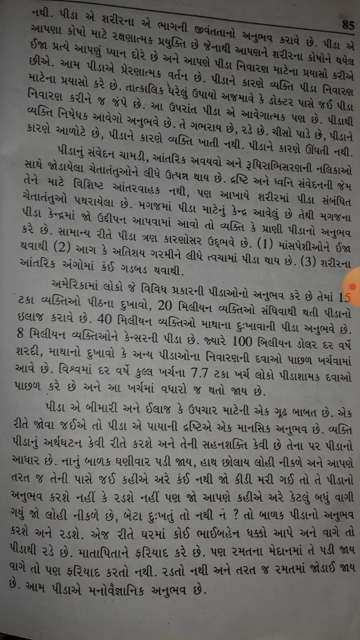 85
નથી. પીડા એ શરીરના એ ભાગની જીવંતતાનો અનુભવ કરાવે છે. પીડા એ
આપણા કોષો માટે રક્ષણાત્મક પ્રયુક્તિ છે જેનાથી આપણને શરીરના કોષોને થયેલ
ઈજા પ્રત્યે આપણું ધ્યાન દોરે છે અને આપણે પીડા નિવારણ માટેના પ્રયાસો કરીએ
છીએ. આમ પીડાએ પ્રેરણાત્મક વર્તન છે. પીડાને કારણે વ્યક્તિ પીડા નિવારણ
માટેના પ્રયાસો કરે છે. તાત્કાલિક ઘરેલું ઉપાયો અજમાવે કે ડોક્ટર પાસે જઈ પીડા
નિવારણ કરીને જ જંપે છે. આ ઉપરાંત પીડા એ આવેગાત્મક પણ છે. પીડાથી
વ્યક્તિ નિષેધક આવેગો અનુભવે છે. તે ગભરાય છે, રડે છે. ચીસો પાડે છે, પીડાને
કારણે આળોટે છે, પીડાને કારણે વ્યક્તિ ખાતી નથી. પીડાને કારણે ઊંઘતી નથી.
પીડાનું સંવેદન ચામડી, આંતરિક અવયવો અને રૂધિરાભિસરણની નલિકાઓ
સાથે જોડાયેલા ચેતાતંતુઓને લીધે ઉત્પન્ન થાય છે. દ્રષ્ટિ અને ધ્વનિ સંવેદનની જેમ
તેને માટે વિશિષ્ટ આંતરવાહક નથી, પણ આખાયે શરીરમાં પીડા સંબંધિત
ચેતાતંતુઓ પથરાયેલા છે. મગજમાં પીડા માટેનું કેન્દ્ર આવેલું છે તેથી મગજના
પીડા કેન્દ્રમાં જો ઉદ્દીપન આપવામાં આવો તો વ્યક્તિ કે પ્રાણી પીડાનો અનુભવ
કરે છે. સામાન્ય રીતે પીડા ત્રણ કારણોસર ઉદ્દભવે છે. (1) માંસપેશીઓને ઈજા
થવાથી (2) આગ કે અતિશય ગરમીને લીધે ત્વચામાં પીડા થાય છે. (3) શરીરના
આંતરિક અંગોમાં કંઈ ગડબડ થવાથી.
અમેરિકામાં લોકો જે વિવિધ પ્રકારની પીડાઓનો અનુભવ કરે છે તેમાં 15
ટકા વ્યક્તિઓ પીઠના દુખાવો, 20 મિલીયન વ્યક્તિઓ સંધિવાથી થતી પીડાનો
ઇલાજ કરાવે છે. 40 મિલીયન વ્યક્તિઓ માથાના દુઃખાવાની પીડા અનુભવે છે.
8 મિલીયન વ્યક્તિઓને કેન્સરની પીડા છે. જ્યારે 100 બિલીયન ડોલર દર વર્ષે
શરદી, માથાનો દુખાવો કે અન્ય પીડાઓના નિવારણની દવાઓ પાછળ ખર્ચવામાં
આવે છે. વિશ્વમાં દર વર્ષે કુલ્લ ખર્ચના 7.7 ટકા ખર્ચ લોકો પીડાશામક દવાઓ
પાછળ કરે છે અને આ ખર્ચમાં વધારો જ થતો જાય છે.
પીડા એ બીમારી અને ઈલાજ કે ઉપચાર માટેની એક ગૂઢ બાબત છે. એક
રીતે જોવા જઈએ તો પીડા એ પાયાની દ્રષ્ટિએ એક માનસિક અનુભવ છે. વ્યક્તિ
પીડાનું અર્થઘટન કેવી રીતે કરશે અને તેની સહનશક્તિ કેવી છે તેના પર પીડાનો
આધાર છે. નાનું બાળક ઘણીવાર પડી જાય, હાથ છોલાય લોહી નીકળે અને આપણે
તરત જ તેની પાસે જઈ કહીએ અરે કંઈ નથી જો કીડી મરી ગઈ તો તે પીડાનો
અનુભવ કરશે નહીં કે રડશે નહીં પણ જો આપણે કહીએ અરે કેટલું બધું વાગી
ગયું જો લોહી નીકળે છે, બેટા દુઃખતું તો નથી ને ? તો બાળક પીડાનો અનુભવ
કરશે અને રડશે. એજ રીતે ઘરમાં કોઈ ભાઈબહેન ધક્કો આપે અને વાગે તો
પીડાથી રડે છે. માતાપિતાને ફરિયાદ કરે છે. પણ રમતના મેદાનમાં તે પડી જાય
વાગે તો પણ ફરિયાદ કરતો નથી. રડતો નથી અને તરત જ રમતમાં જોડાઈ જાય
છે. આમ પીડાએ મનોવૈજ્ઞાનિક અનુભવ છે.